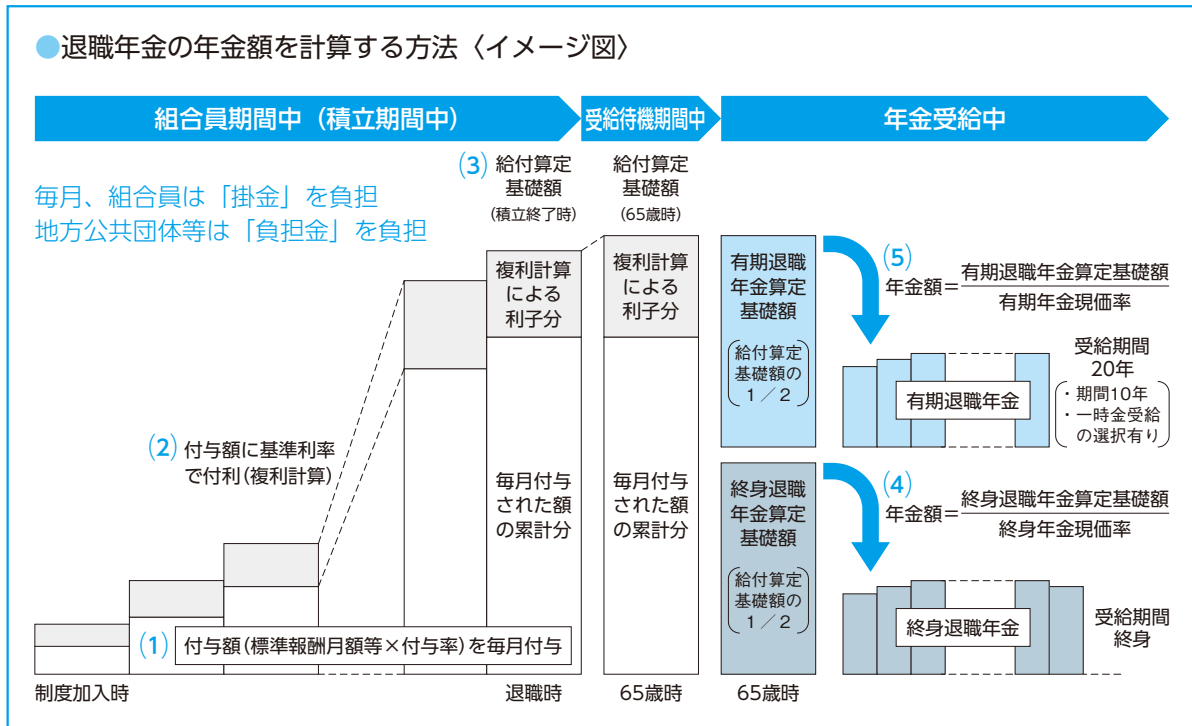 ●退職年金の年金額を計算する方法〈イメージ図〉
組合員期間中（積立期間中）
受給待機期間中
年金受給中
毎月、組合員は「掛金」を負担
地方公共団体等は「負担金」を負担
(3) 給付算定
基礎額
(積立終了時)
給付算定
基礎額
(65歳時)
複利計算
による
利子分
複利計算
による
利子分
有期退職
年金算定
基礎額
給付算定
基礎額の
1／2
(5)
年金額＝有期退職年金算定基礎額
有期年金現価率
有期退職年金
受給期間
20年
・期間10年
・一時金受給
の選択有り
(2) 付与額に基準利率
で付利(複利計算)
毎月付与
された額
の累計分
毎月付与
された額
の累計分
終身退職
年金算定
基礎額
給付算定
基礎額の
1／2
(4)
年金額＝終身退職年金算定基礎額
終身年金現価率
終身退職年金
受給期間
終身
(1) 付与額(標準報酬月額等×付与率)を毎月付与
制度加入時
退職時
65歳時
65歳時